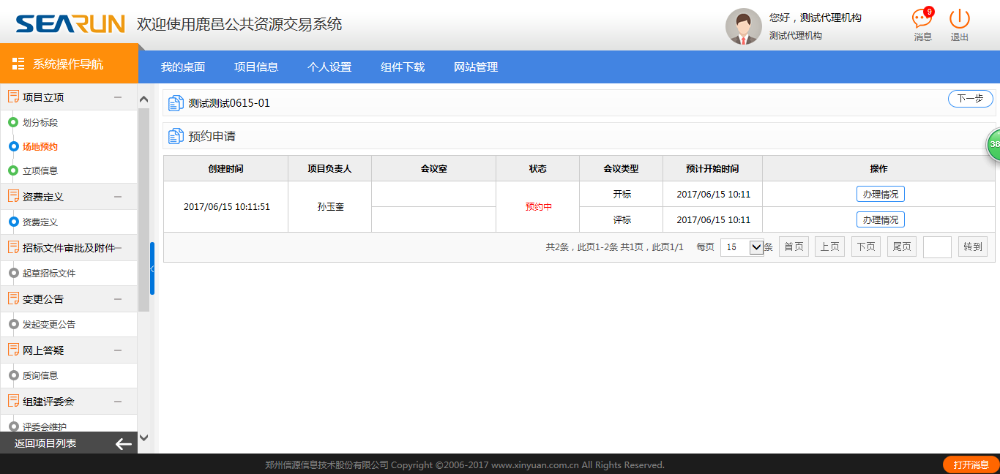 SEARUN 欢迎使用鹿邑公共资源交易系统
您好，测试代理机构
测试代理机构
9
消息 退出
系统操作导航
我的桌面 项目信息 个人设置 组件下载 网站管理
项目立项
划分标段
场地预约
立项信息
资费定义
资费定义
招标文件审批及附件
起草招标文件
变更公告
发起变更公告
网上答疑
质询信息
组建评委会
评委会维护
返回项目列表
测试测试0615-01 下一步
预约申请
38
创建时间 项目负责人 会议室 状态 会议类型 预计开始时间 操作
2017/06/15 10:11:51 孙玉奎 预约中 开标 2017/06/15 10:11 办理情况
评标 2017/06/15 10:11 办理情况
共2条，此页1-2条 共1页，此页1/1 每页 15 条 首页 上页 下页 尾页 转到
郑州信源信息技术股份有限公司 Copyright ©2006-2017 www.xinyuan.com.cn All Rights Reserved.
打开消息